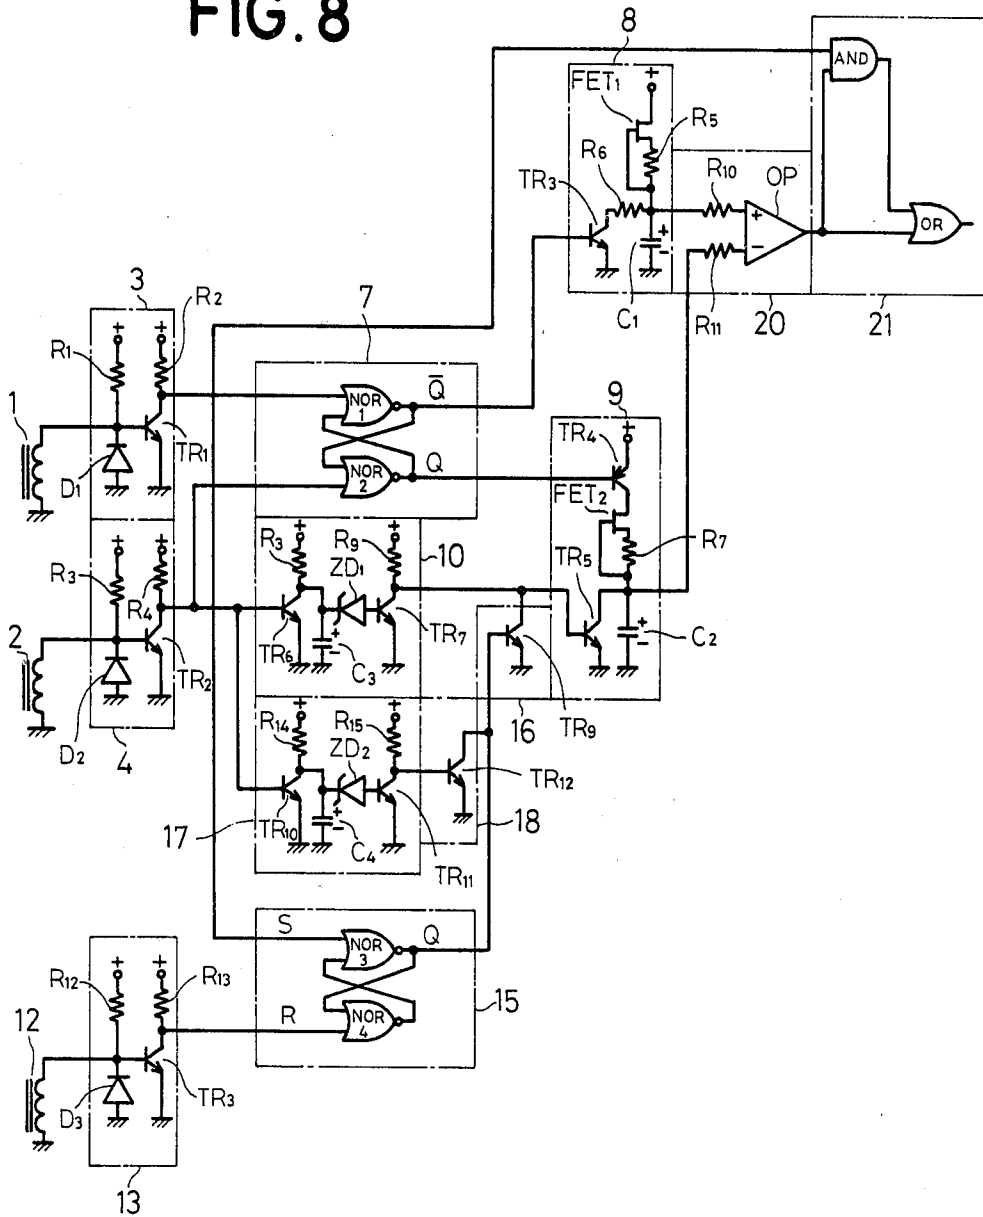 FIG. 8
8
AND
FET1
+
R5
R6
R10
OP
TR3
+
-
OR
+
-
C1
R11
20
21
3
R2
7
+
+
R1
Q̅
9
1
NOR
1
TR4
+
TR1
Q
D1
NOR
2
FET2
+
+
R3
+
R9
+
10
R7
R3
R4
ZD1
TR5
2
TR6
+
-
TR7
+
-
C2
TR2
C3
D2
4
R14
+
R15
+
16
TR9
ZD2
TR12
17
TR10
+
-
C4
18
TR11
S
Q
NOR
3
R12
+
+
R13
15
12
R
NOR
4
D3
TR3
13